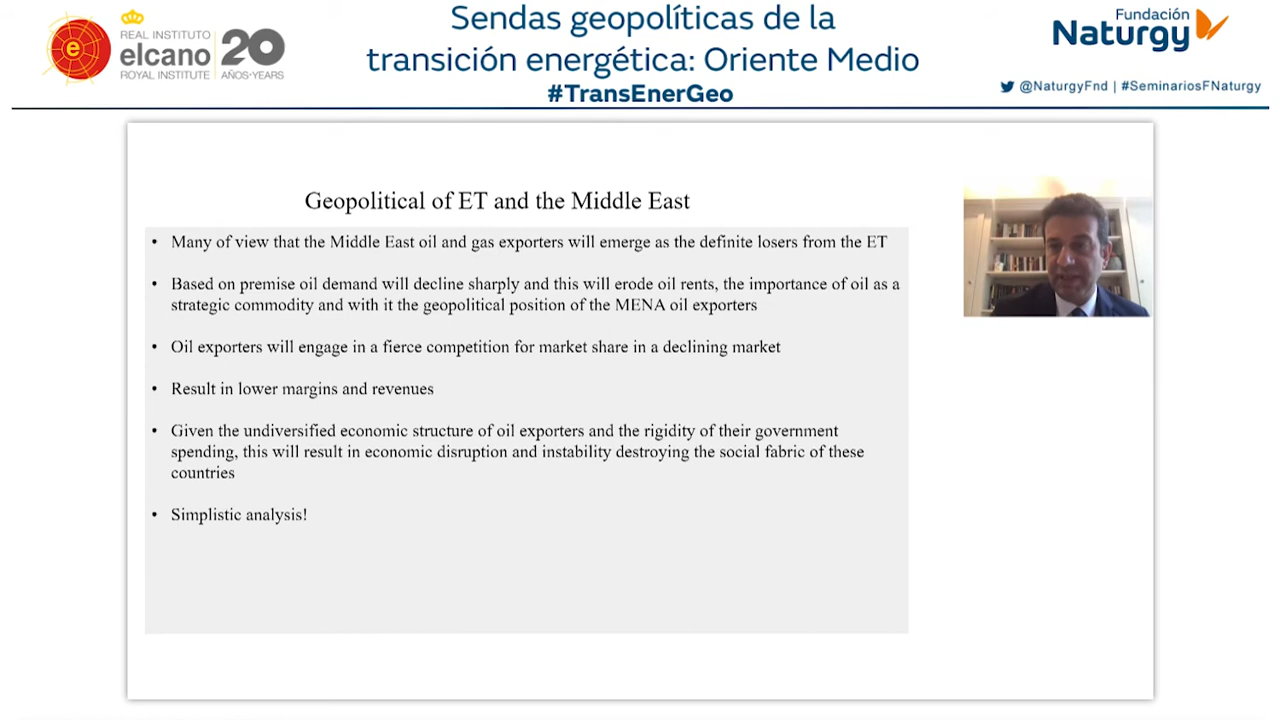 REAL INSTITUTO
elcano
ROYAL INSTITUTE
20
AÑOS·YEARS
Sendas geopolíticas de la
transición energética: Oriente Medio
#TransEnerGeo
Fundación
Naturgy
@NaturgyFnd | #SeminariosFNaturgy
Geopolitical of ET and the Middle East
• Many of view that the Middle East oil and gas exporters will emerge as the definite losers from the ET
• Based on premise oil demand will decline sharply and this will erode oil rents, the importance of oil as a
strategic commodity and with it the geopolitical position of the MENA oil exporters
• Oil exporters will engage in a fierce competition for market share in a declining market
• Result in lower margins and revenues
• Given the undiversified economic structure of oil exporters and the rigidity of their government
spending, this will result in economic disruption and instability destroying the social fabric of these
countries
• Simplistic analysis!